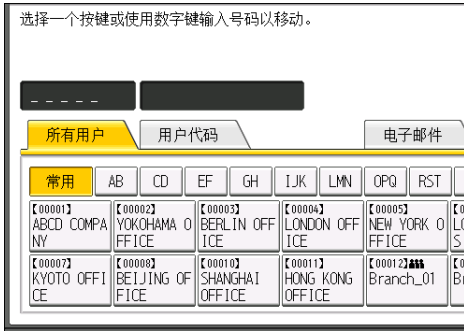 选择一个按键或使用数字键输入号码以移动。
_ _ _ _ _
所有用户 用户代码 电子邮件
常用 AB CD EF GH IJK LMN OPQ RST
【00001】 【00002】 【00003】 【00004】 【00005】 【0
ABCD COMPA YOKOHAMA O BERLIN OFF LONDON OFF NEW YORK O LO
NY FFICE ICE ICE FFICE S
【00007】 【00008】 【00010】 【00011】 【00012】 【0
KYOTO OFFI BEIJING OF SHANGHAI HONG KONG Branch_01 Br
CE FICE OFFICE OFFICE